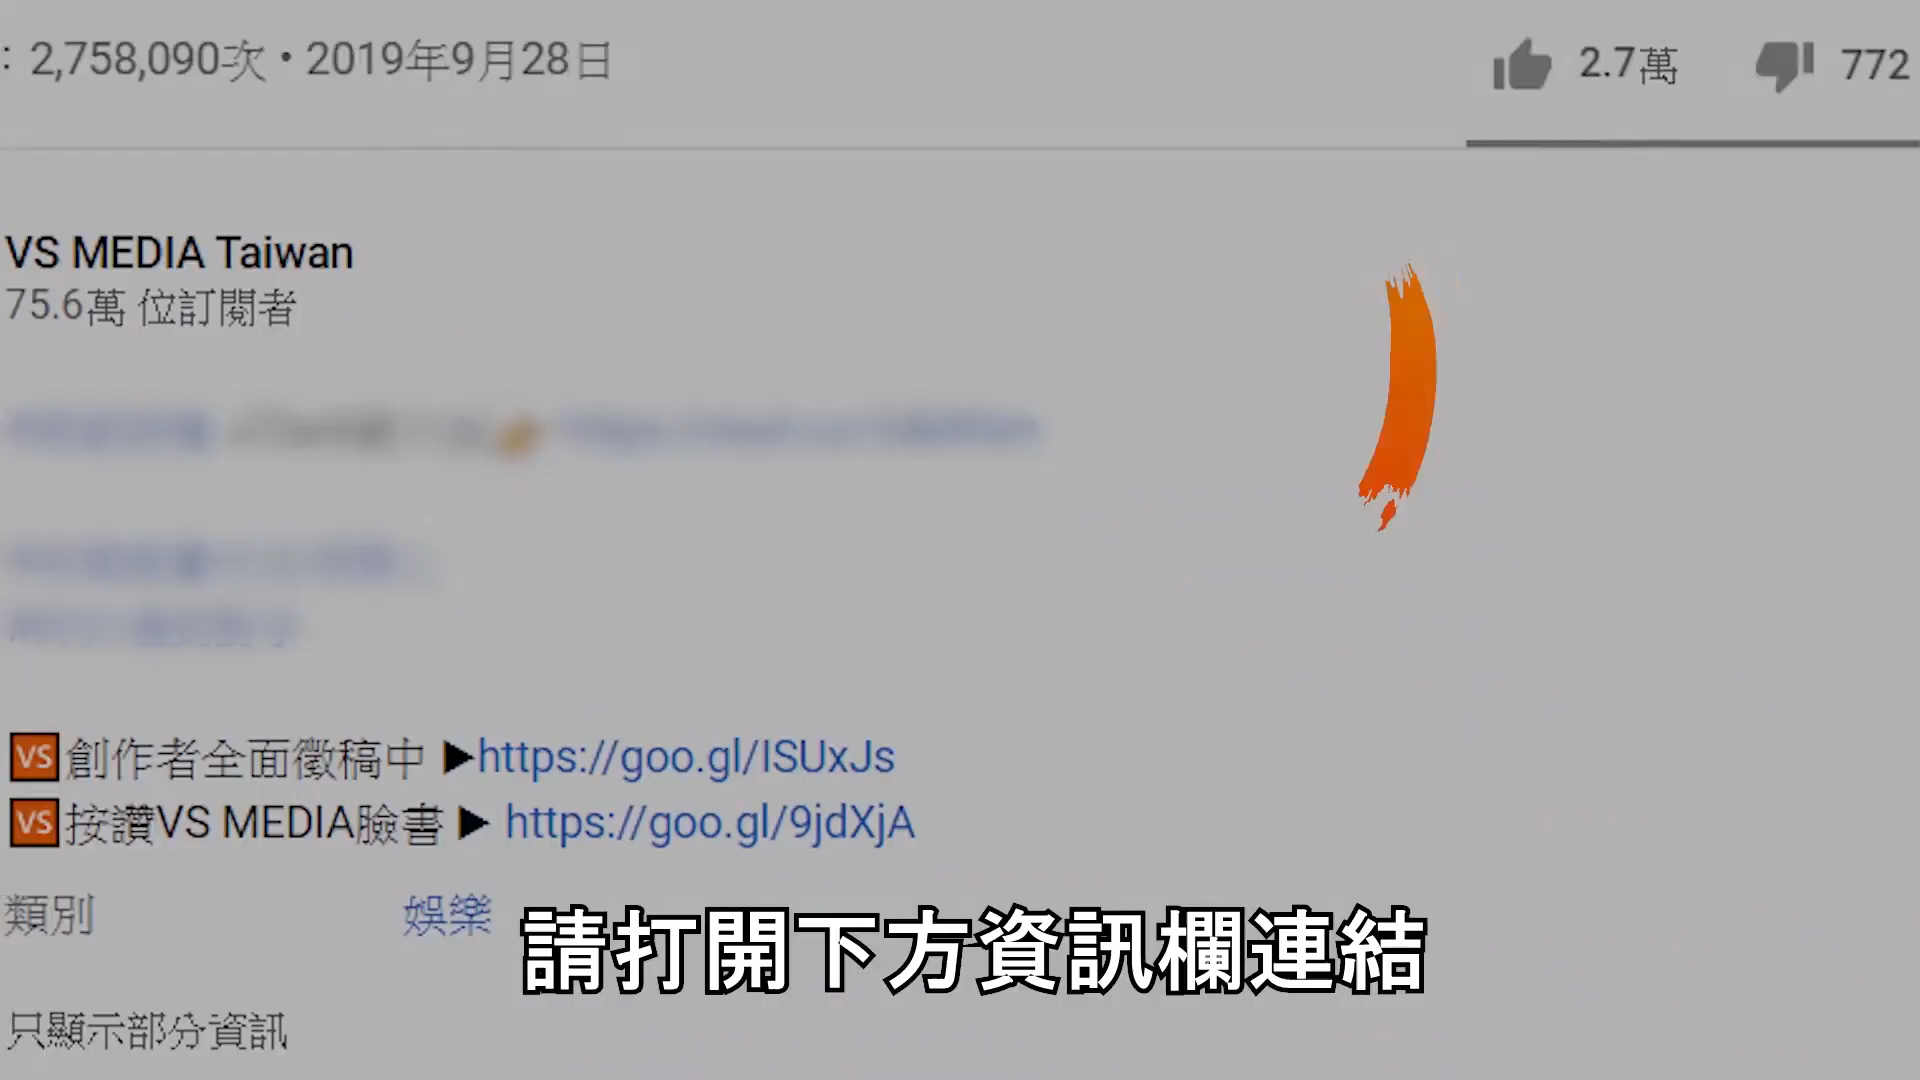 : 2,758,090次 • 2019年9月28日
2.7萬
772
VS MEDIA Taiwan
75.6萬 位訂閱者
VS 創作者全面徵稿中 ▶https://goo.gl/ISUxJs
VS 按讚VS MEDIA臉書 ▶ https://goo.gl/9jdXjA
類別 娛樂
請打開下方資訊欄連結
只顯示部分資訊